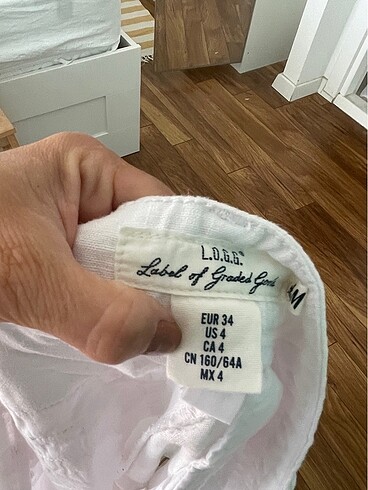 L.O.G.G.®
Label of Graded Goods
EUR 34
US 4
CA 4
CN 160/64A
MX 4